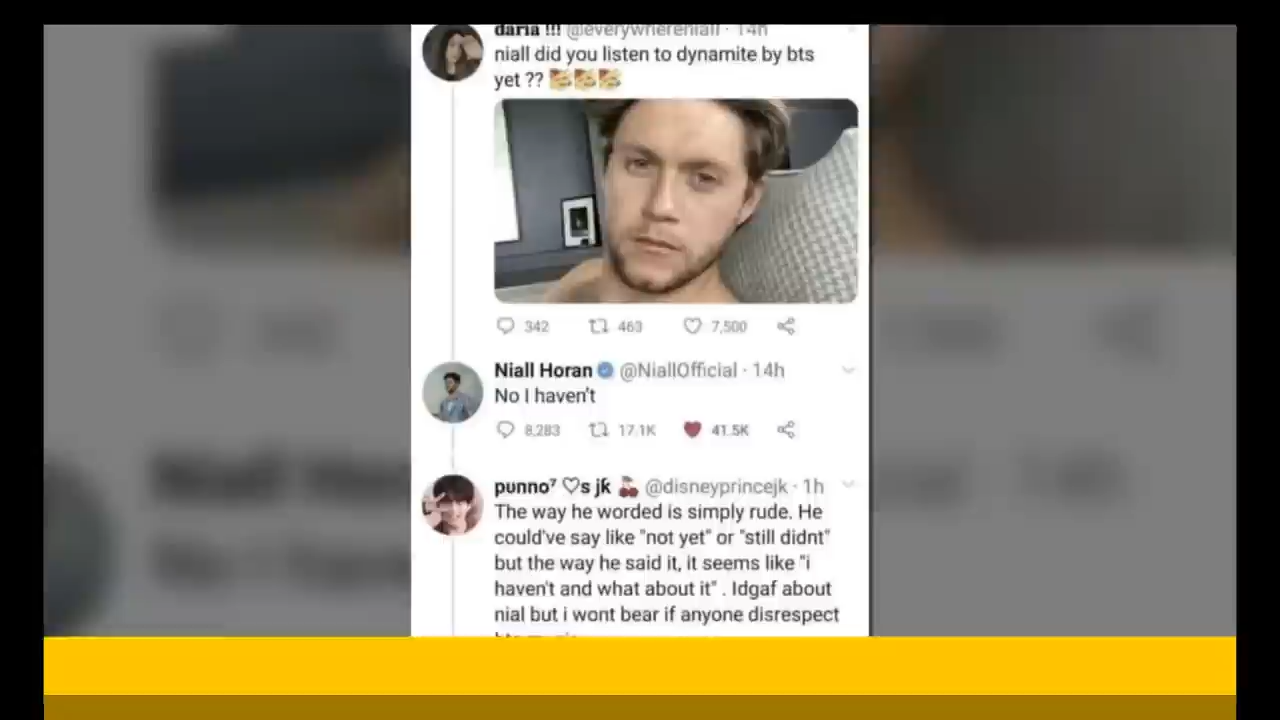 daria !!! @everywhereniall · 14h
niall did you listen to dynamite by bts
yet ?? 🥰🥰🥰
342 463 7,500
Niall Horan @NiallOfficial · 14h
No I haven't
8,283 17.1K 41.5K
punno⁷ ♡s jk 🍒 @disneyprincejk · 1h
The way he worded is simply rude. He
could've say like "not yet" or "still didnt"
but the way he said it, it seems like "i
haven't and what about it" . Idgaf about
nial but i wont bear if anyone disrespect